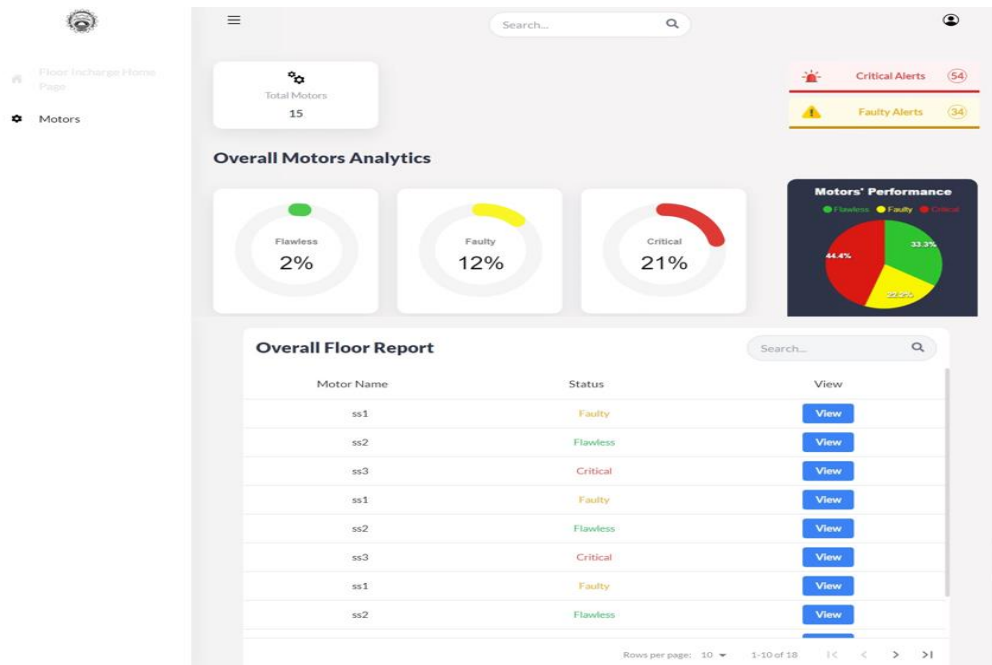 Search...
Floor Incharge Home
Page
Motors
Total Motors
15
Critical Alerts 54
Faulty Alerts 34
Overall Motors Analytics
Flawless
2%
Faulty
12%
Critical
21%
Motors' Performance
Flawless Faulty Critical
33.3%
44.4%
22.2%
Overall Floor Report
Search...
Motor Name Status View
ss1 Faulty View
ss2 Flawless View
ss3 Critical View
ss1 Faulty View
ss2 Flawless View
ss3 Critical View
ss1 Faulty View
ss2 Flawless View
Rows per page: 10 1-10 of 18